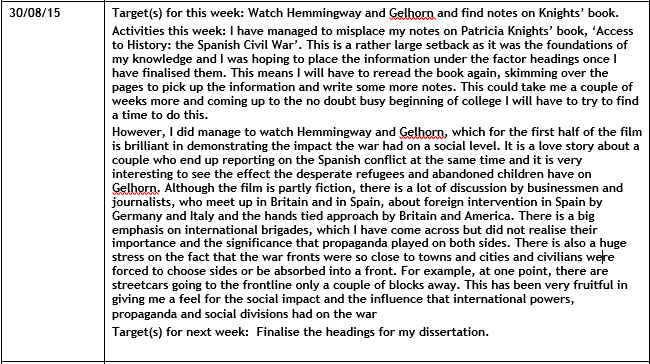 30/08/15
Target(s) for this week: Watch Hemmingway and Gelhorn and find notes on Knights' book.
Activities this week: I have managed to misplace my notes on Patricia Knights' book, 'Access
to History: the Spanish Civil War'. This is a rather large setback as it was the foundations of
my knowledge and I was hoping to place the information under the factor headings once I
have finalised them. This means I will have to reread the book again, skimming over the
pages to pick up the information and write some more notes. This could take me a couple of
weeks more and coming up to the no doubt busy beginning of college I will have to try to find
a time to do this.
However, I did manage to watch Hemmingway and Gelhorn, which for the first half of the film
is brilliant in demonstrating the impact the war had on a social level. It is a love story about a
couple who end up reporting on the Spanish conflict at the same time and it is very
interesting to see the effect the desperate refugees and abandoned children have on
Gelhorn. Although the film is partly fiction, there is a lot of discussion by businessmen and
journalists, who meet up in Britain and in Spain, about foreign intervention in Spain by
Germany and Italy and the hands tied approach by Britain and America. There is a big
emphasis on international brigades, which I have come across but did not realise their
importance and the significance that propaganda played on both sides. There is also a huge
stress on the fact that the war fronts were so close to towns and cities and civilians were
forced to choose sides or be absorbed into a front. For example, at one point, there are
streetcars going to the frontline only a couple of blocks away. This has been very fruitful in
giving me a feel for the social impact and the influence that international powers,
propaganda and social divisions had on the war
Target(s) for next week: Finalise the headings for my dissertation.